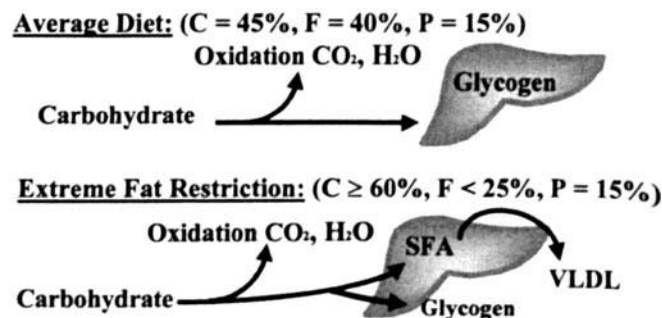 Average Diet: (C = 45%, F = 40%, P = 15%)
Oxidation CO₂, H₂O
Glycogen
Carbohydrate
Extreme Fat Restriction: (C ≥ 60%, F < 25%, P = 15%)
Oxidation CO₂, H₂O
SFA
VLDL
Carbohydrate
Glycogen